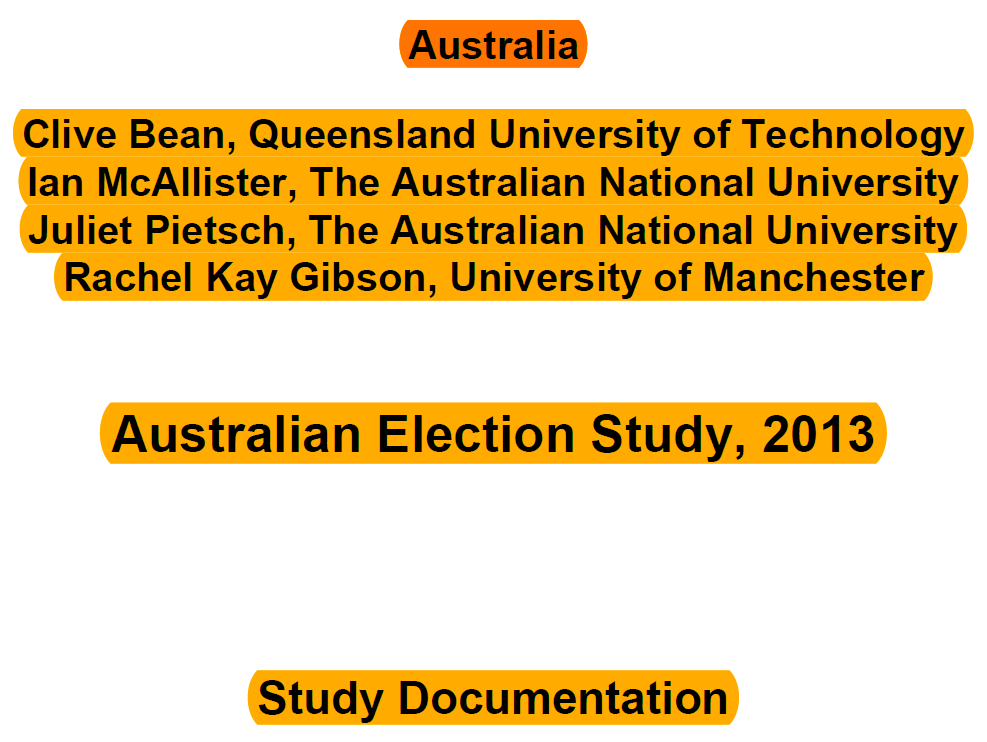 Australia
Clive Bean, Queensland University of Technology
Ian McAllister, The Australian National University
Juliet Pietsch, The Australian National University
Rachel Kay Gibson, University of Manchester
Australian Election Study, 2013
Study Documentation